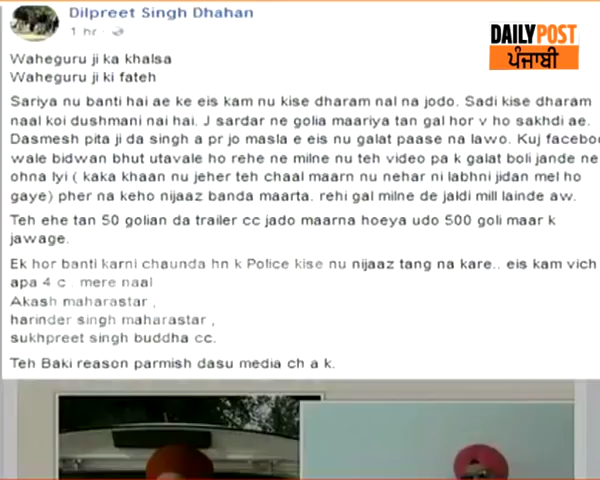 Dilpreet Singh Dhahan
1 hr ·
DAILYPOST
ਪੰਜਾਬੀ
Waheguru ji ka khalsa
Waheguru ji ki fateh
Sariya nu banti hai ae ke eis kam nu kise dharam nal na jodo. Sadi kise dharam
naal koi dushmani nai hai. J sardar ne golia maariya tan gal hor v ho sakhdi ae.
Dasmesh pita ji da singh a pr jo masla e eis nu galat paase na lawo. Kuj faceboo
wale bidwan bhut utavale ho rehe ne milne nu teh video pa k galat boli jande ne
ohna lyi ( kaka khaan nu jeher teh chaal maarn nu nehar ni labhni jidan mel ho
gaye) pher na keho nijaaz banda maarta. rehi gal milne de jaldi mill lainde aw.
Teh ehe tan 50 golian da trailer cc jado maarna hoeya udo 500 goli maar k
jawage.
Ek hor banti karni chaunda hn k Police kise nu nijaaz tang na kare.. eis kam vich
apa 4 c . mere naal
Akash maharastar ,
harinder singh maharastar ,
sukhpreet singh buddha cc.
Teh Baki reason parmish dasu media ch a k.